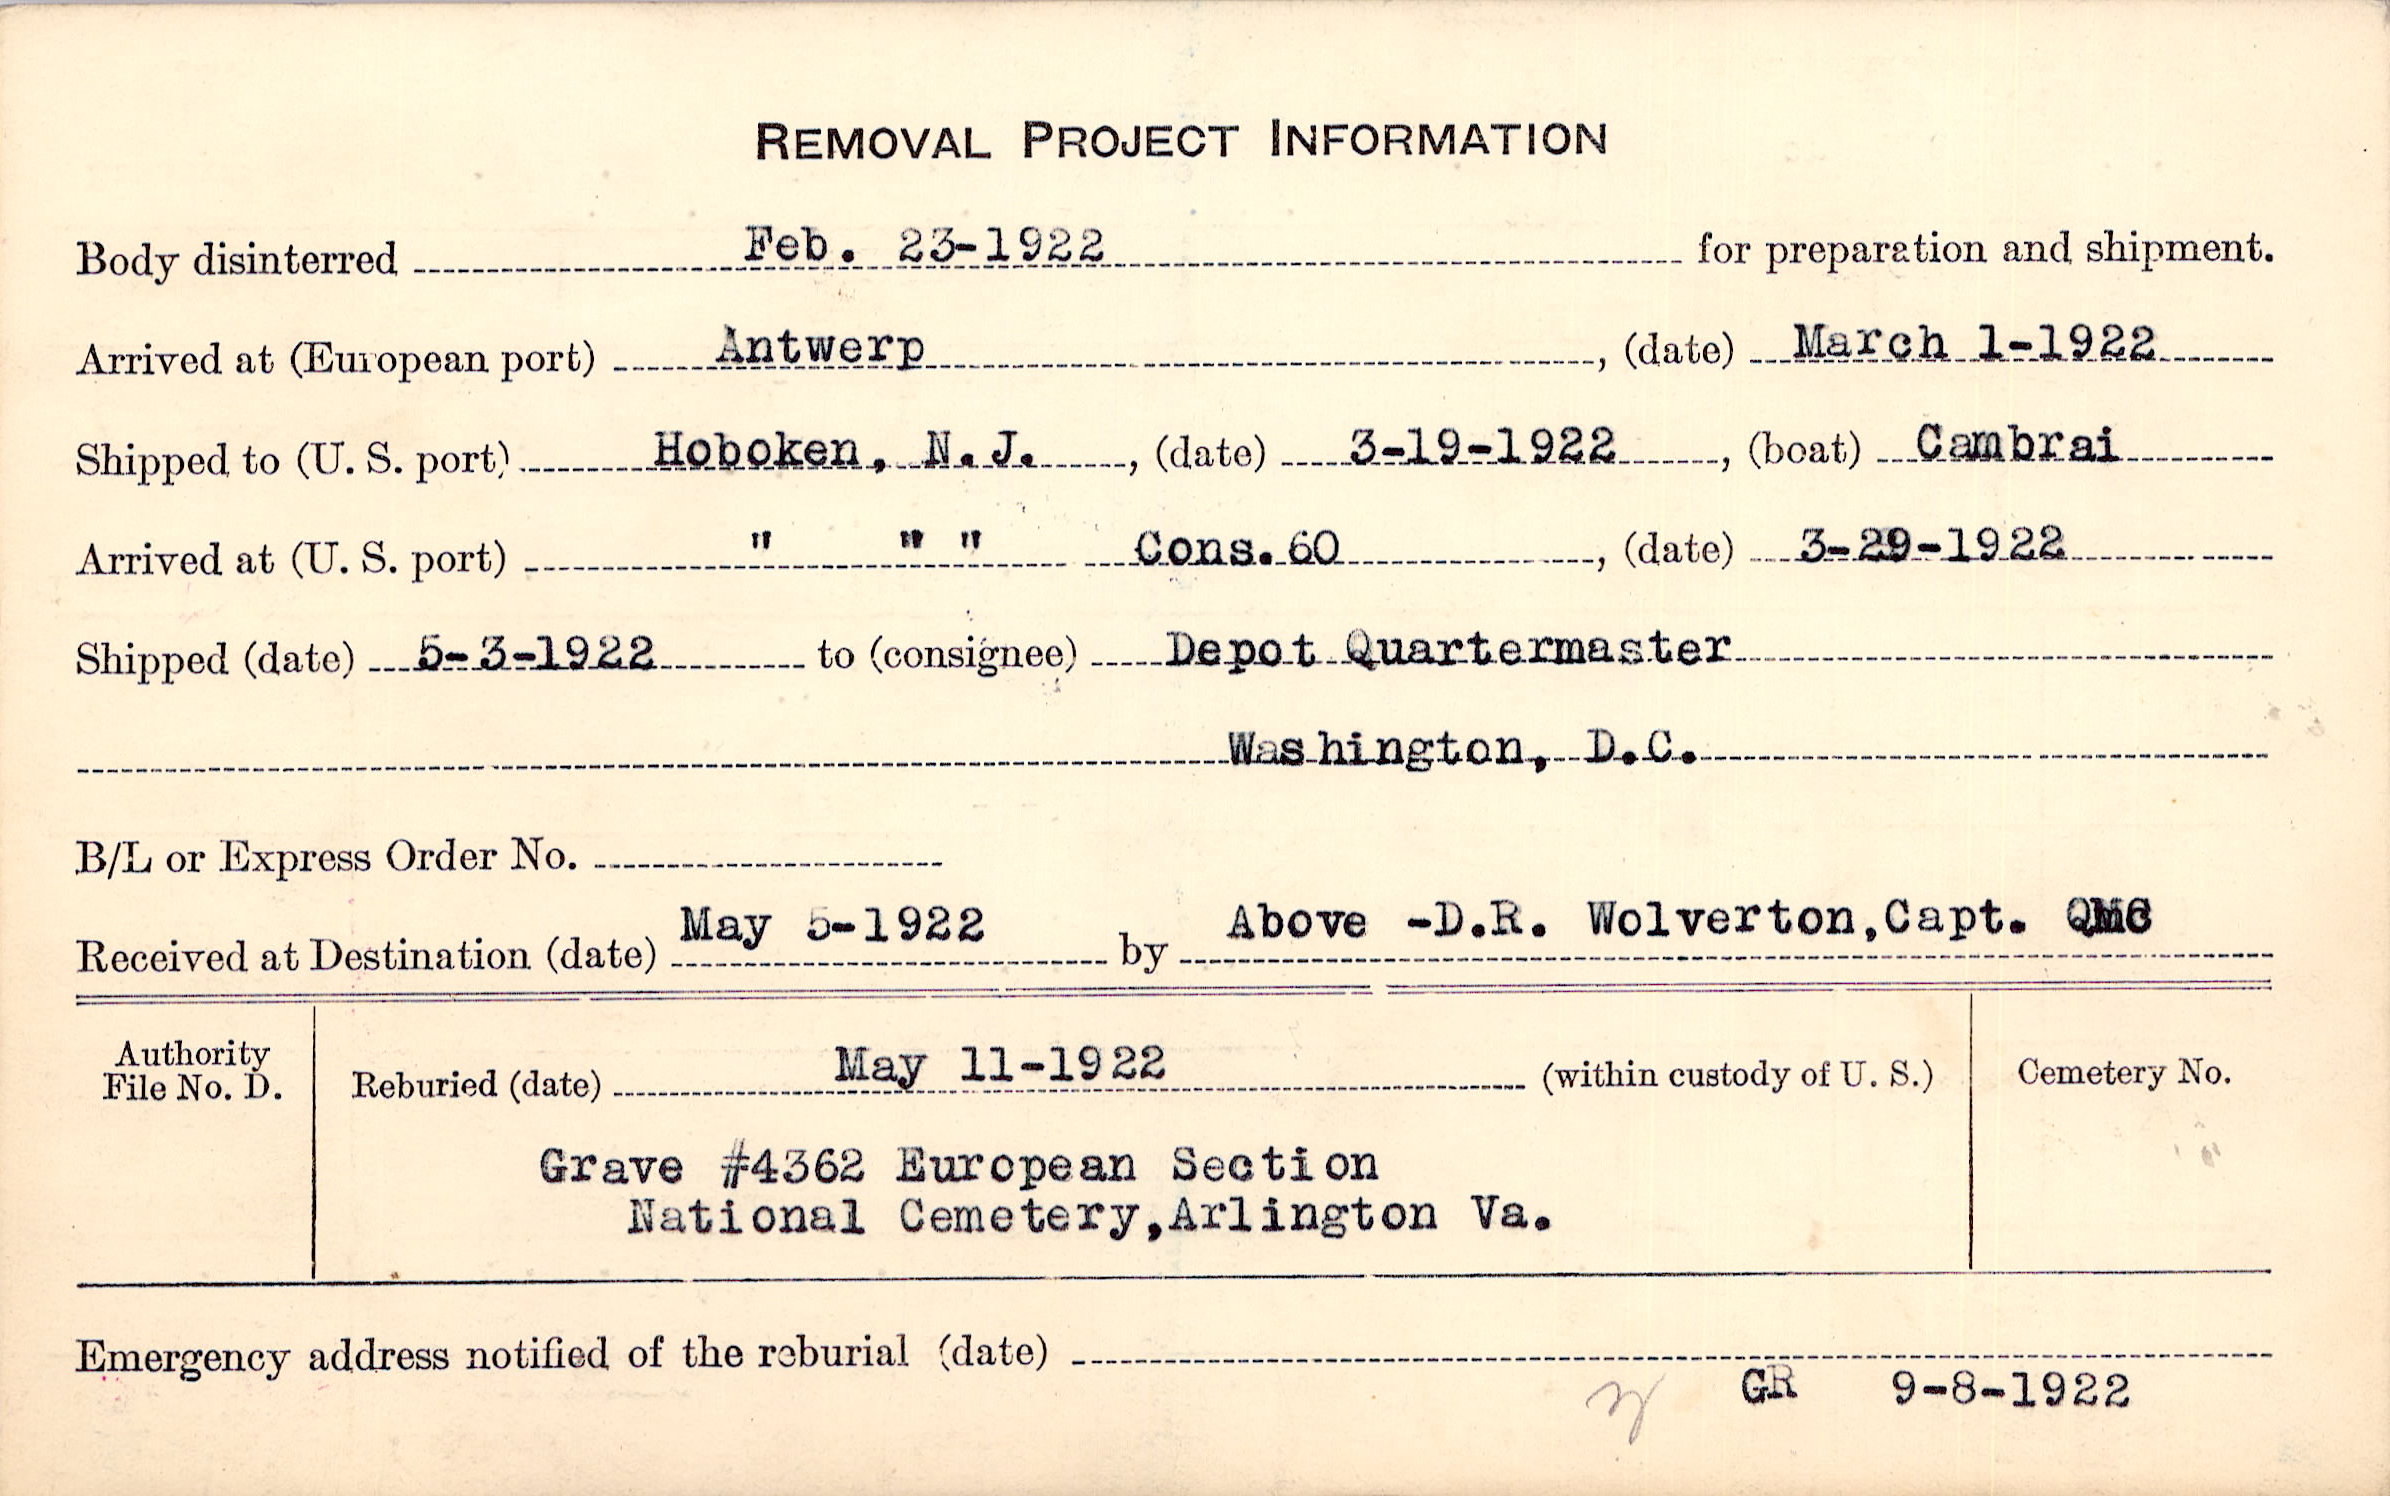 REMOVAL PROJECT INFORMATION
Body disinterred Feb. 23-1922 for preparation and shipment.
Arrived at (European port) Antwerp, (date) March 1-1922
Shipped to (U. S. port) Hoboken, N.J., (date) 3-19-1922, (boat) Cambrai
Arrived at (U. S. port) " " " Cons.60, (date) 3-29-1922
Shipped (date) 5-3-1922 to (consignee) Depot Quartermaster
Washington, D.C.
B/L or Express Order No.
Received at Destination (date) May 5-1922 by Above -D.R. Wolverton,Capt. QMC
Authority
File No. D.
Reburied (date) May 11-1922 (within custody of U. S.)
Cemetery No.
Grave #4362 European Section
National Cemetery,Arlington Va.
Emergency address notified of the reburial (date)
GR 9-8-1922